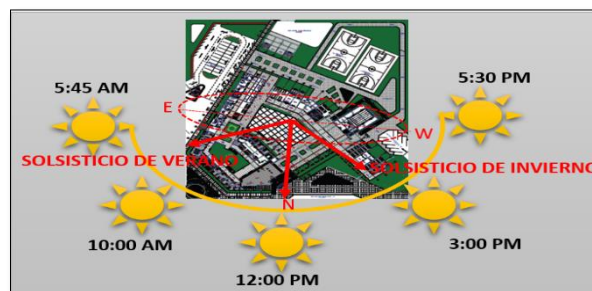 5:45 AM
5:30 PM
E
W
SOLSISTICIO DE VERANO
SOLSISTICIO DE INVIERNO
N
10:00 AM
3:00 PM
12:00 PM